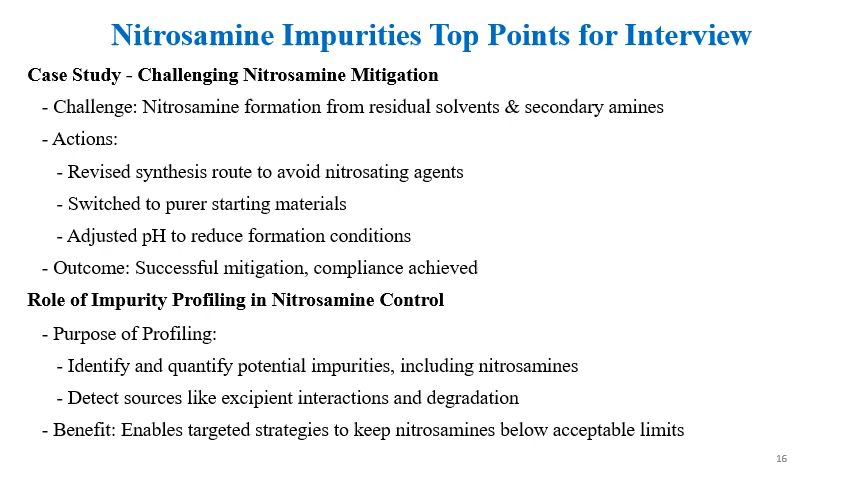 Nitrosamine Impurities Top Points for Interview
Case Study - Challenging Nitrosamine Mitigation
- Challenge: Nitrosamine formation from residual solvents & secondary amines
- Actions:
- Revised synthesis route to avoid nitrosating agents
- Switched to purer starting materials
- Adjusted pH to reduce formation conditions
- Outcome: Successful mitigation, compliance achieved
Role of Impurity Profiling in Nitrosamine Control
- Purpose of Profiling:
- Identify and quantify potential impurities, including nitrosamines
- Detect sources like excipient interactions and degradation
- Benefit: Enables targeted strategies to keep nitrosamines below acceptable limits
16